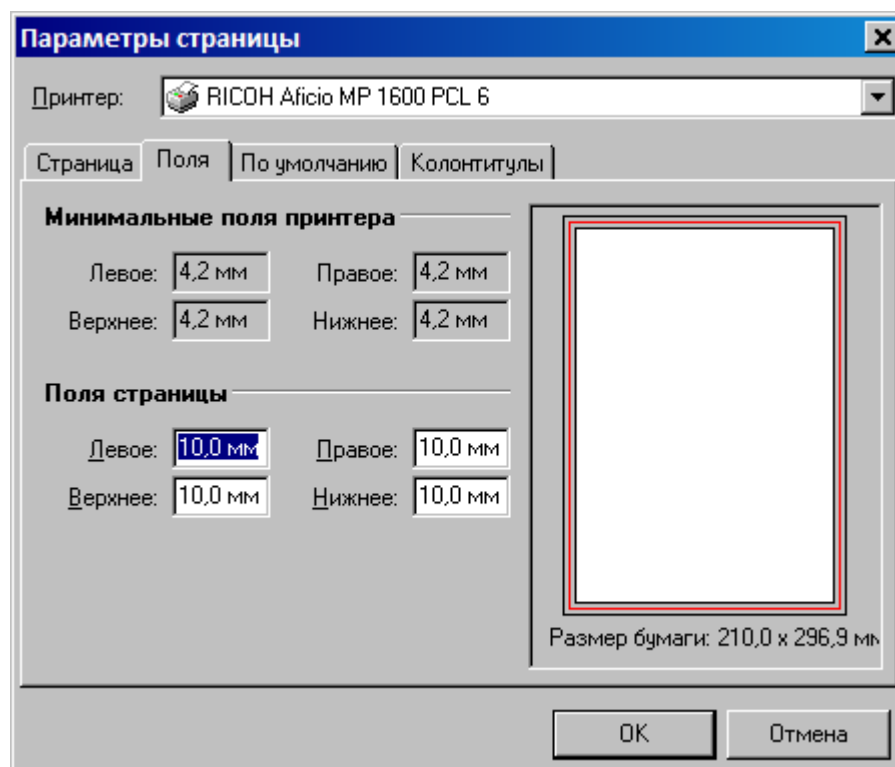 Параметры страницы
Принтер: RICOH Aficio MP 1600 PCL 6
Страница Поля По умолчанию Колонтитулы
Минимальные поля принтера
Левое: 4,2 мм Правое: 4,2 мм
Верхнее: 4,2 мм Нижнее: 4,2 мм
Поля страницы
Левое: 10,0 мм Правое: 10,0 мм
Верхнее: 10,0 мм Нижнее: 10,0 мм
Размер бумаги: 210,0 x 296,9 мм
OK Отмена